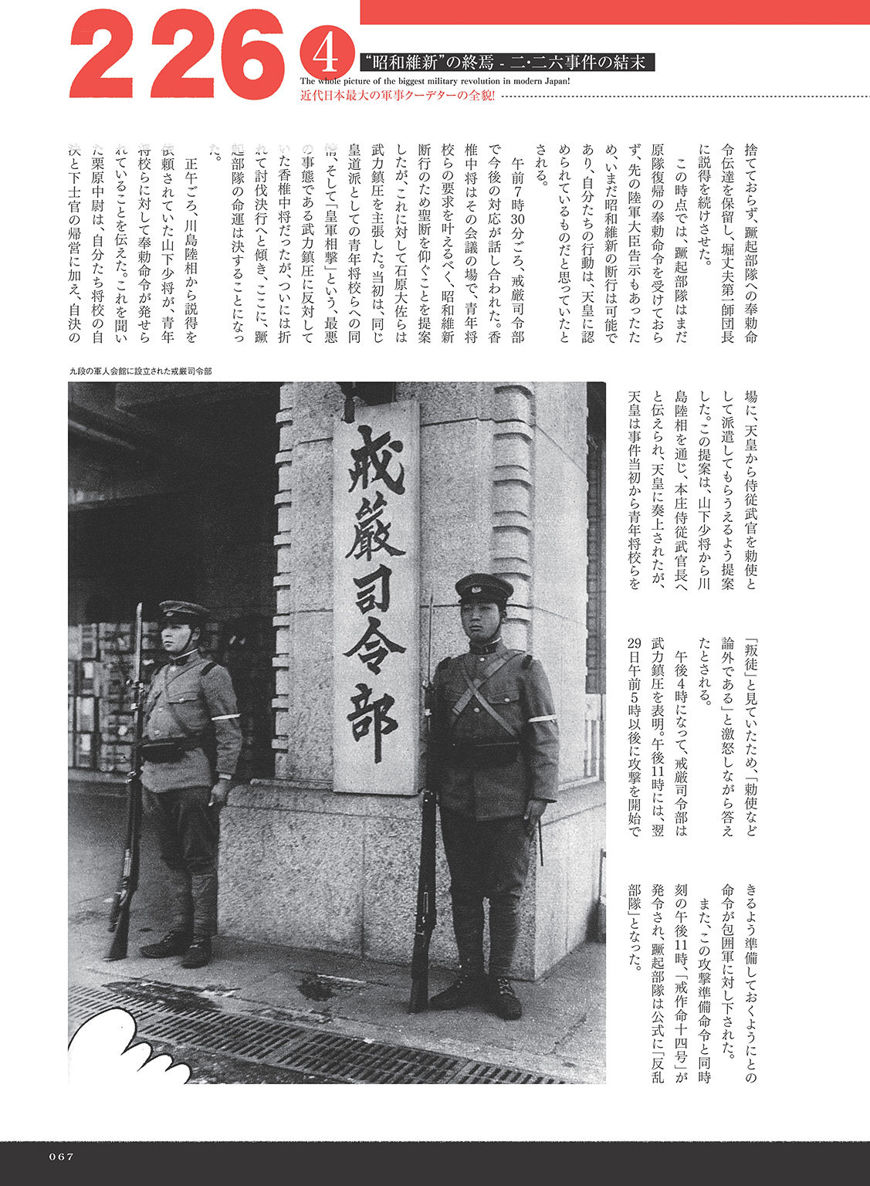 226
4
“昭和維新”の終焉 - 二・二六事件の結末
The whole picture of the biggest military revolution in modern Japan!
近代日本最大の軍事クーデターの全貌!
捨てておらず、蹶起部隊への奉勅命
令伝達を保留し、堀丈夫第一師団長
に説得を続けさせた。
この時点では、蹶起部隊はまだ
原隊復帰の奉勅命令を受けておら
ず、先の陸軍大臣告示もあったた
め、いまだ昭和維新の断行は可能で
あり、自分たちの行動は、天皇に認
められているものだと思っていたと
される。
午前7時30分ごろ、戒厳司令部
で今後の対応が話し合われた。香
椎中将はその会議の場で、青年将
校らの要求を叶えるべく、昭和維新
断行のため聖断を仰ぐことを提案
したが、これに対して石原大佐らは
武力鎮圧を主張した。当初は、同じ
皇道派としての青年将校らへの同
情、そして「皇軍相撃」という、最悪
の事態である武力鎮圧に反対して
いた香椎中将だったが、ついには折
れて討伐決行へと傾き、ここに、蹶
起部隊の命運は決することになっ
た。
正午ごろ、川島陸相から説得を
依頼されていた山下少将が、青年
将校らに対して奉勅命令が発せら
れていることを伝えた。これを聞い
た栗原中尉は、自分たち将校の自
決と下士官の帰営に加え、自決の
場に、天皇から侍従武官を勅使と
して派遣してもらうえるよう提案
した。この提案は、山下少将から川
島陸相を通じ、本庄侍従武官長へ
と伝えられ、天皇に奏上されたが、
天皇は事件当初から青年将校らを
「叛徒」と見ていたため、「勅使など
論外である」と激怒しながら答え
たとされる。
午後4時になって、戒厳司令部は
武力鎮圧を表明。午後11時には、翌
29日午前5時以後に攻撃を開始で
きるよう準備しておくようにとの
命令が包囲軍に対し下された。
また、この攻撃準備命令と同時
刻の午後11時、「戒作命十四号」が
発令され、蹶起部隊は公式に「反乱
部隊」となった。
九段の軍人会館に設立された戒厳司令部
戒厳司令部
067